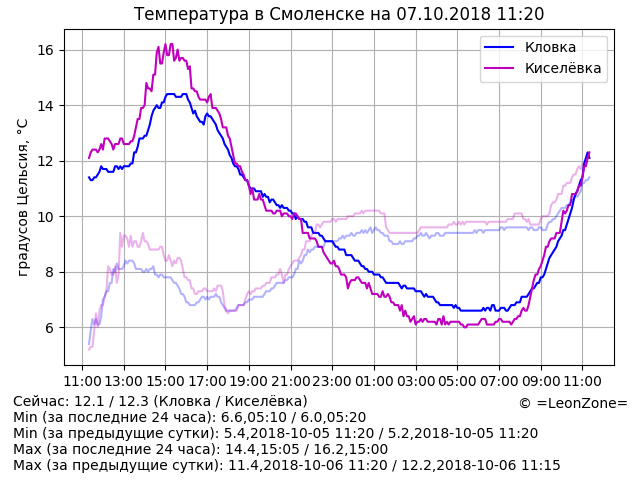 Температура в Смоленске на 07.10.2018 11:20
градусов Цельсия, °C
16
14
12
10
8
6
Кловка
Киселёвка
11:00 13:00 15:00 17:00 19:00 21:00 23:00 01:00 03:00 05:00 07:00 09:00 11:00
Сейчас: 12.1 / 12.3 (Кловка / Киселёвка)
© =LeonZone=
Min (за последние 24 часа): 6.6,05:10 / 6.0,05:20
Min (за предыдущие сутки): 5.4,2018-10-05 11:20 / 5.2,2018-10-05 11:20
Max (за последние 24 часа): 14.4,15:05 / 16.2,15:00
Max (за предыдущие сутки): 11.4,2018-10-06 11:20 / 12.2,2018-10-06 11:15